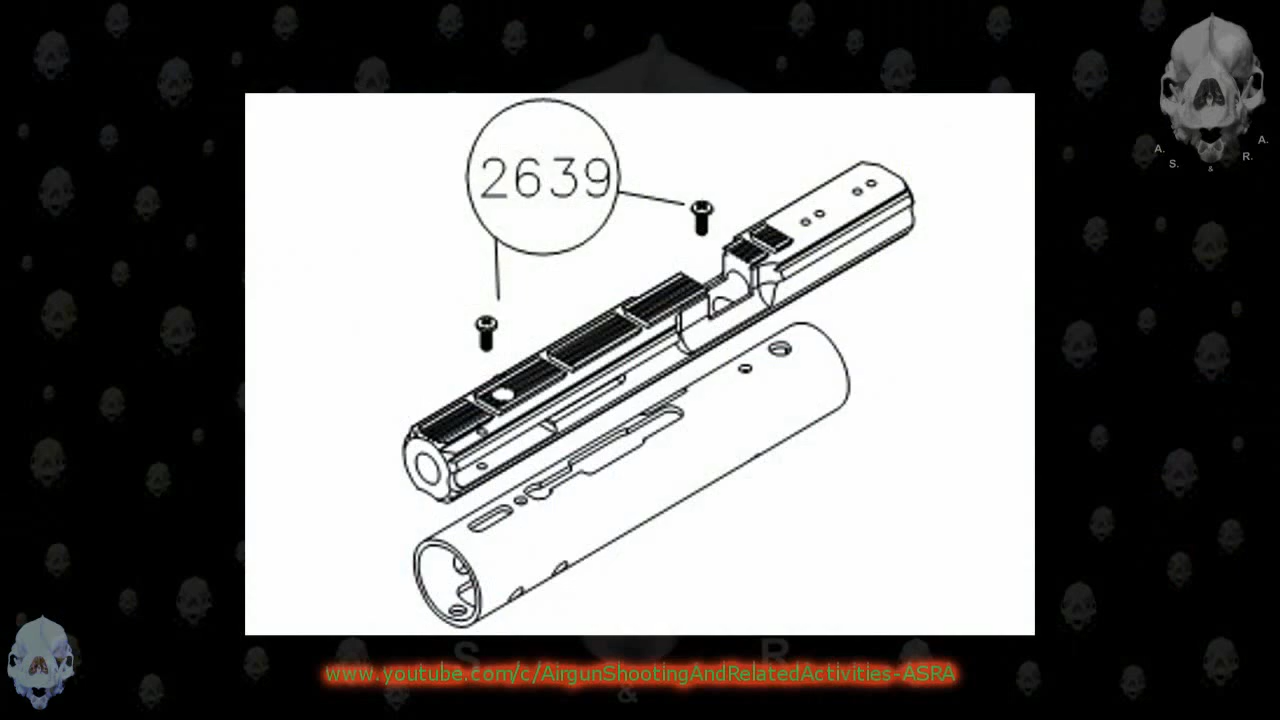 2639
A.
A.
S.
R.
&
S
R
&
www.youtube.com/c/AirgunShootingAndRelatedActivities-ASRA